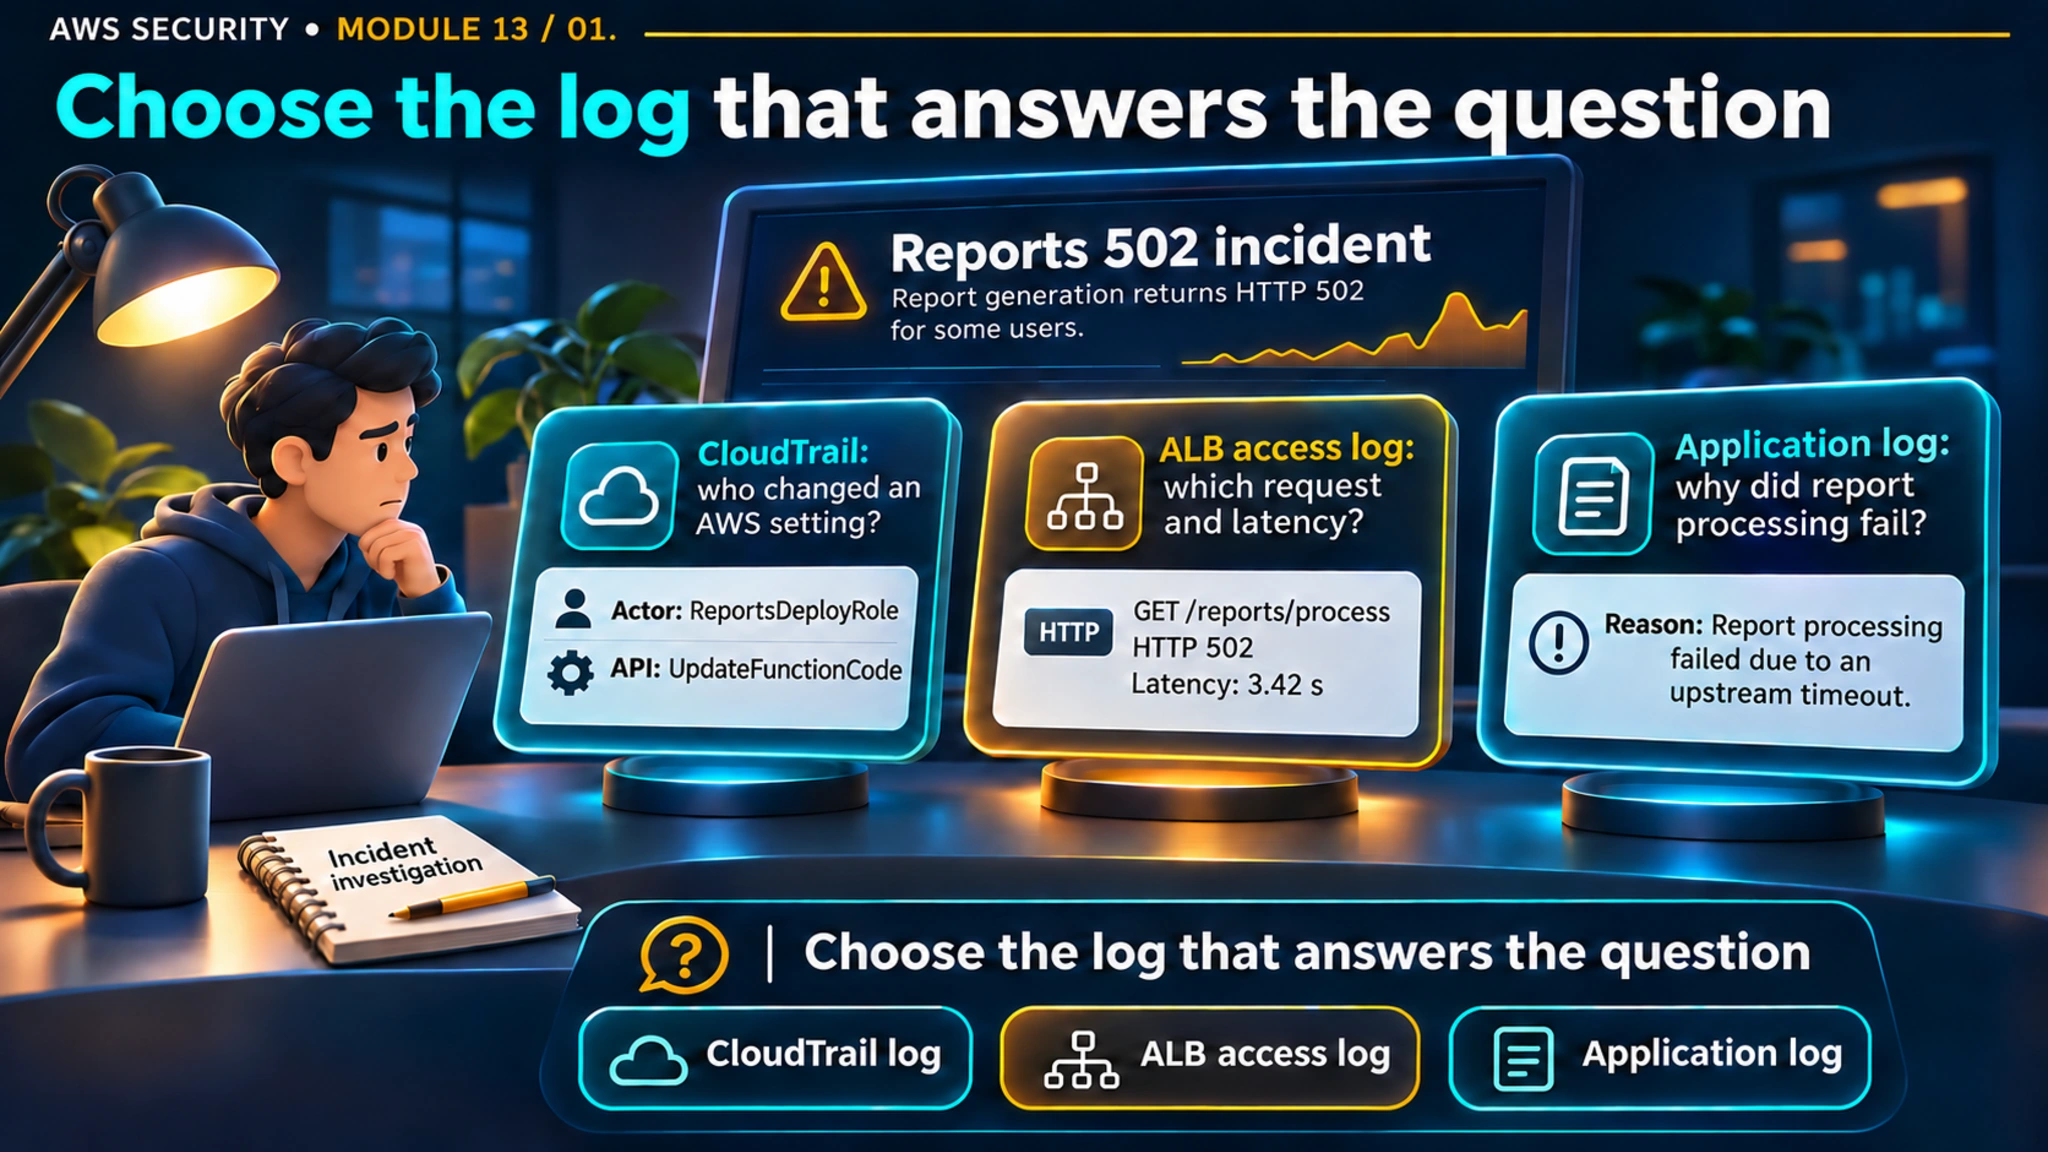 AWS SECURITY • MODULE 13 / 01.
Choose the log that answers the question
Reports 502 incident
Report generation returns HTTP 502
for some users.
CloudTrail:
who changed an
AWS setting?
Actor: ReportsDeployRole
API: UpdateFunctionCode
ALB access log:
which request
and latency?
HTTP
GET /reports/process
HTTP 502
Latency: 3.42 s
Application log:
why did report
processing fail?
Reason: Report processing
failed due to an
upstream timeout.
Incident
investigation
Choose the log that answers the question
CloudTrail log
ALB access log
Application log